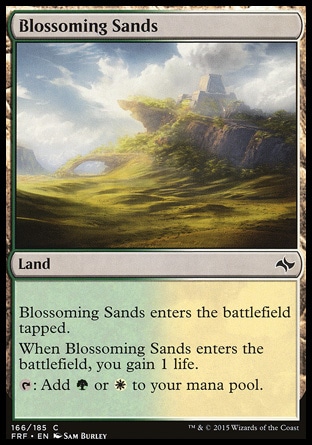 Blossoming Sands
Land
Blossoming Sands enters the battlefield
tapped.
When Blossoming Sands enters the
battlefield, you gain 1 life.
: Add or to your mana pool.
166/185 C
FRF • EN Sam Burley
™ & © 2015 Wizards of the Coast